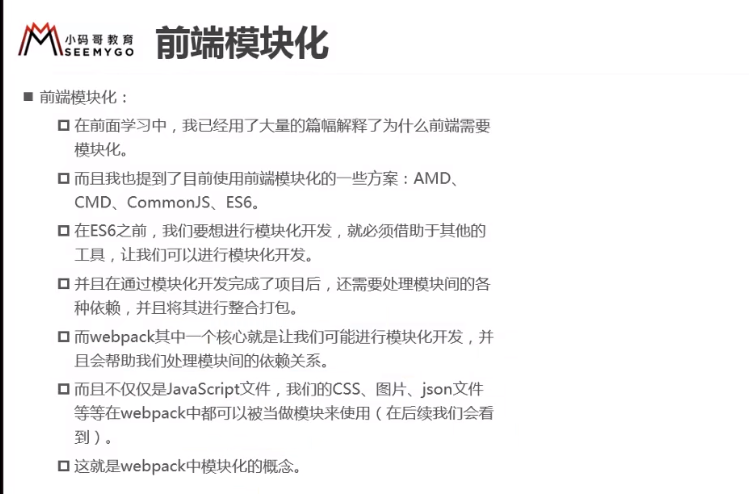 小码哥教育
SEEMYGO
前端模块化
前端模块化：
在前面学习中，我已经用了大量的篇幅解释了为什么前端需要
模块化。
而且我也提到了目前使用前端模块化的一些方案：AMD、
CMD、CommonJS、ES6。
在ES6之前，我们要想进行模块化开发，就必须借助于其他的
工具，让我们可以进行模块化开发。
并且在通过模块化开发完成了项目后，还需要处理模块间的各
种依赖，并且将其进行整合打包。
而webpack其中一个核心就是让我们可能进行模块化开发，并
且会帮助我们处理模块间的依赖关系。
而且不仅仅是JavaScript文件，我们的CSS、图片、json文件
等等在webpack中都可以被当做模块来使用（在后续我们会看
到）。
这就是webpack中模块化的概念。